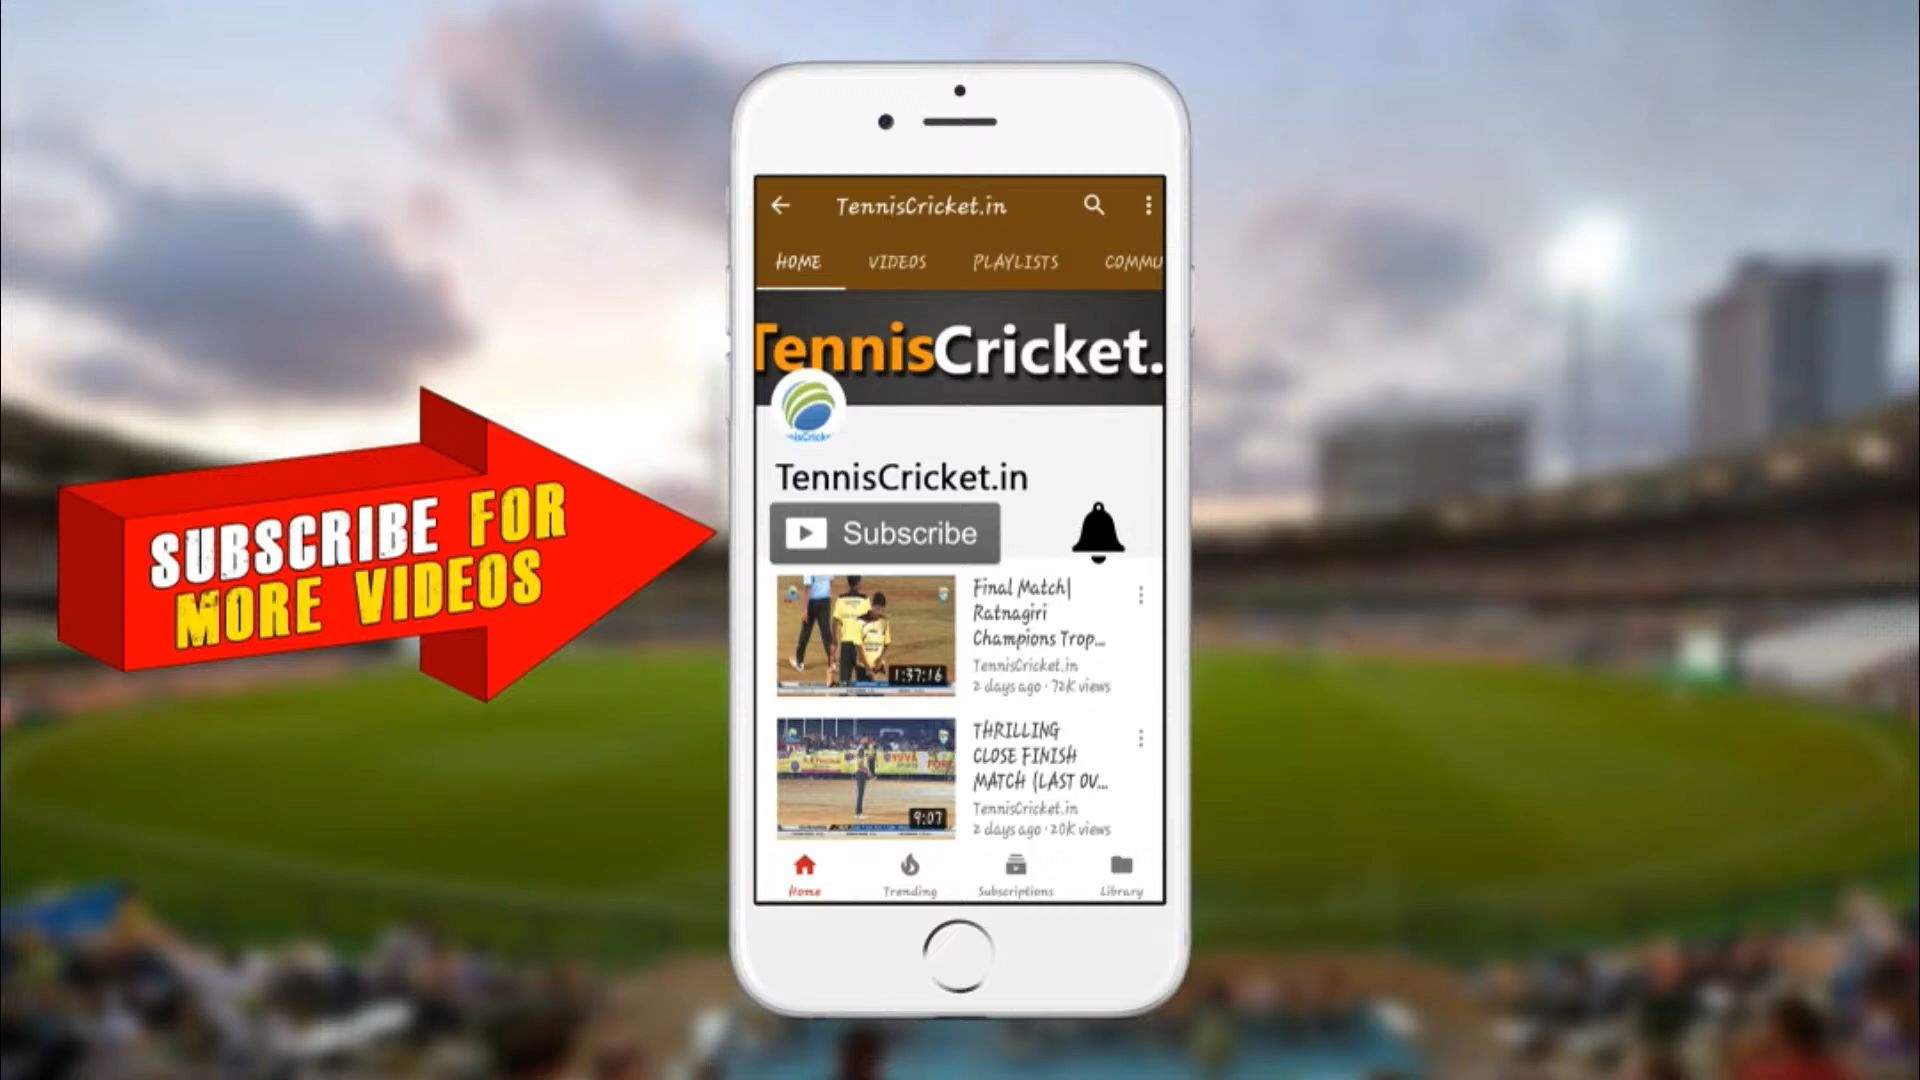 SUBSCRIBE FOR
MORE VIDEOS
TennisCricket.in
HOME VIDEOS PLAYLISTS COMMU
TennisCricket.
TennisCricket.in
Subscribe
Final Match|
Ratnagiri
Champions Trop...
TennisCricket.in
2 days ago · 72K views
1:37:16
THRILLING
CLOSE FINISH
MATCH (LAST OV...
TennisCricket.in
2 days ago · 20K views
9:07
Home Trending Subscriptions Library